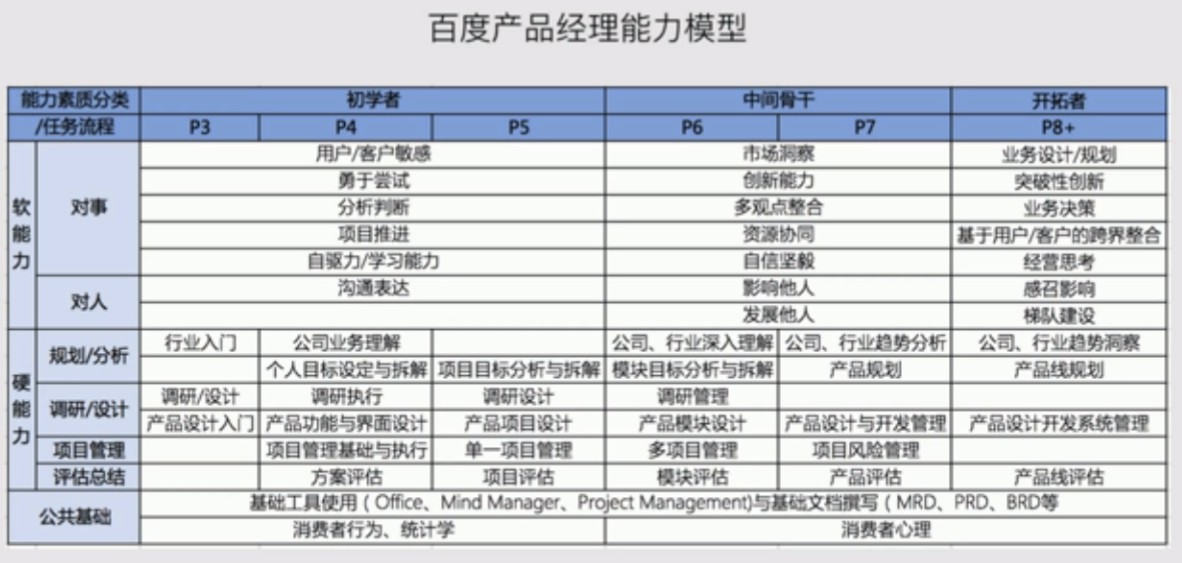 百度产品经理能力模型
能力素质分类 初学者 中间骨干 开拓者
/任务流程 P3 P4 P5 P6 P7 P8+
用户/客户敏感 市场洞察 业务设计/规划
勇于尝试 创新能力 突破性创新
软能力 对事 分析判断 多观点整合 业务决策
项目推进 资源协同 基于用户/客户的跨界整合
自驱力/学习能力 自信坚毅 经营思考
对人 沟通表达 影响他人 感召影响
发展他人 梯队建设
规划/分析 行业入门 公司业务理解 公司、行业深入理解 公司、行业趋势分析 公司、行业趋势洞察
个人目标设定与拆解 项目目标分析与拆解 模块目标分析与拆解 产品规划 产品线规划
硬能力 调研/设计 调研/设计 调研执行 调研设计 调研管理
产品设计入门 产品功能与界面设计 产品项目设计 产品模块设计 产品设计与开发管理 产品设计开发系统管理
项目管理 项目管理基础与执行 单一项目管理 多项目管理 项目风险管理
评估总结 方案评估 项目评估 模块评估 产品评估 产品线评估
公共基础 基础工具使用（Office、Mind Manager、Project Management)与基础文档撰写（MRD、PRD、BRD等
消费者行为、统计学 消费者心理